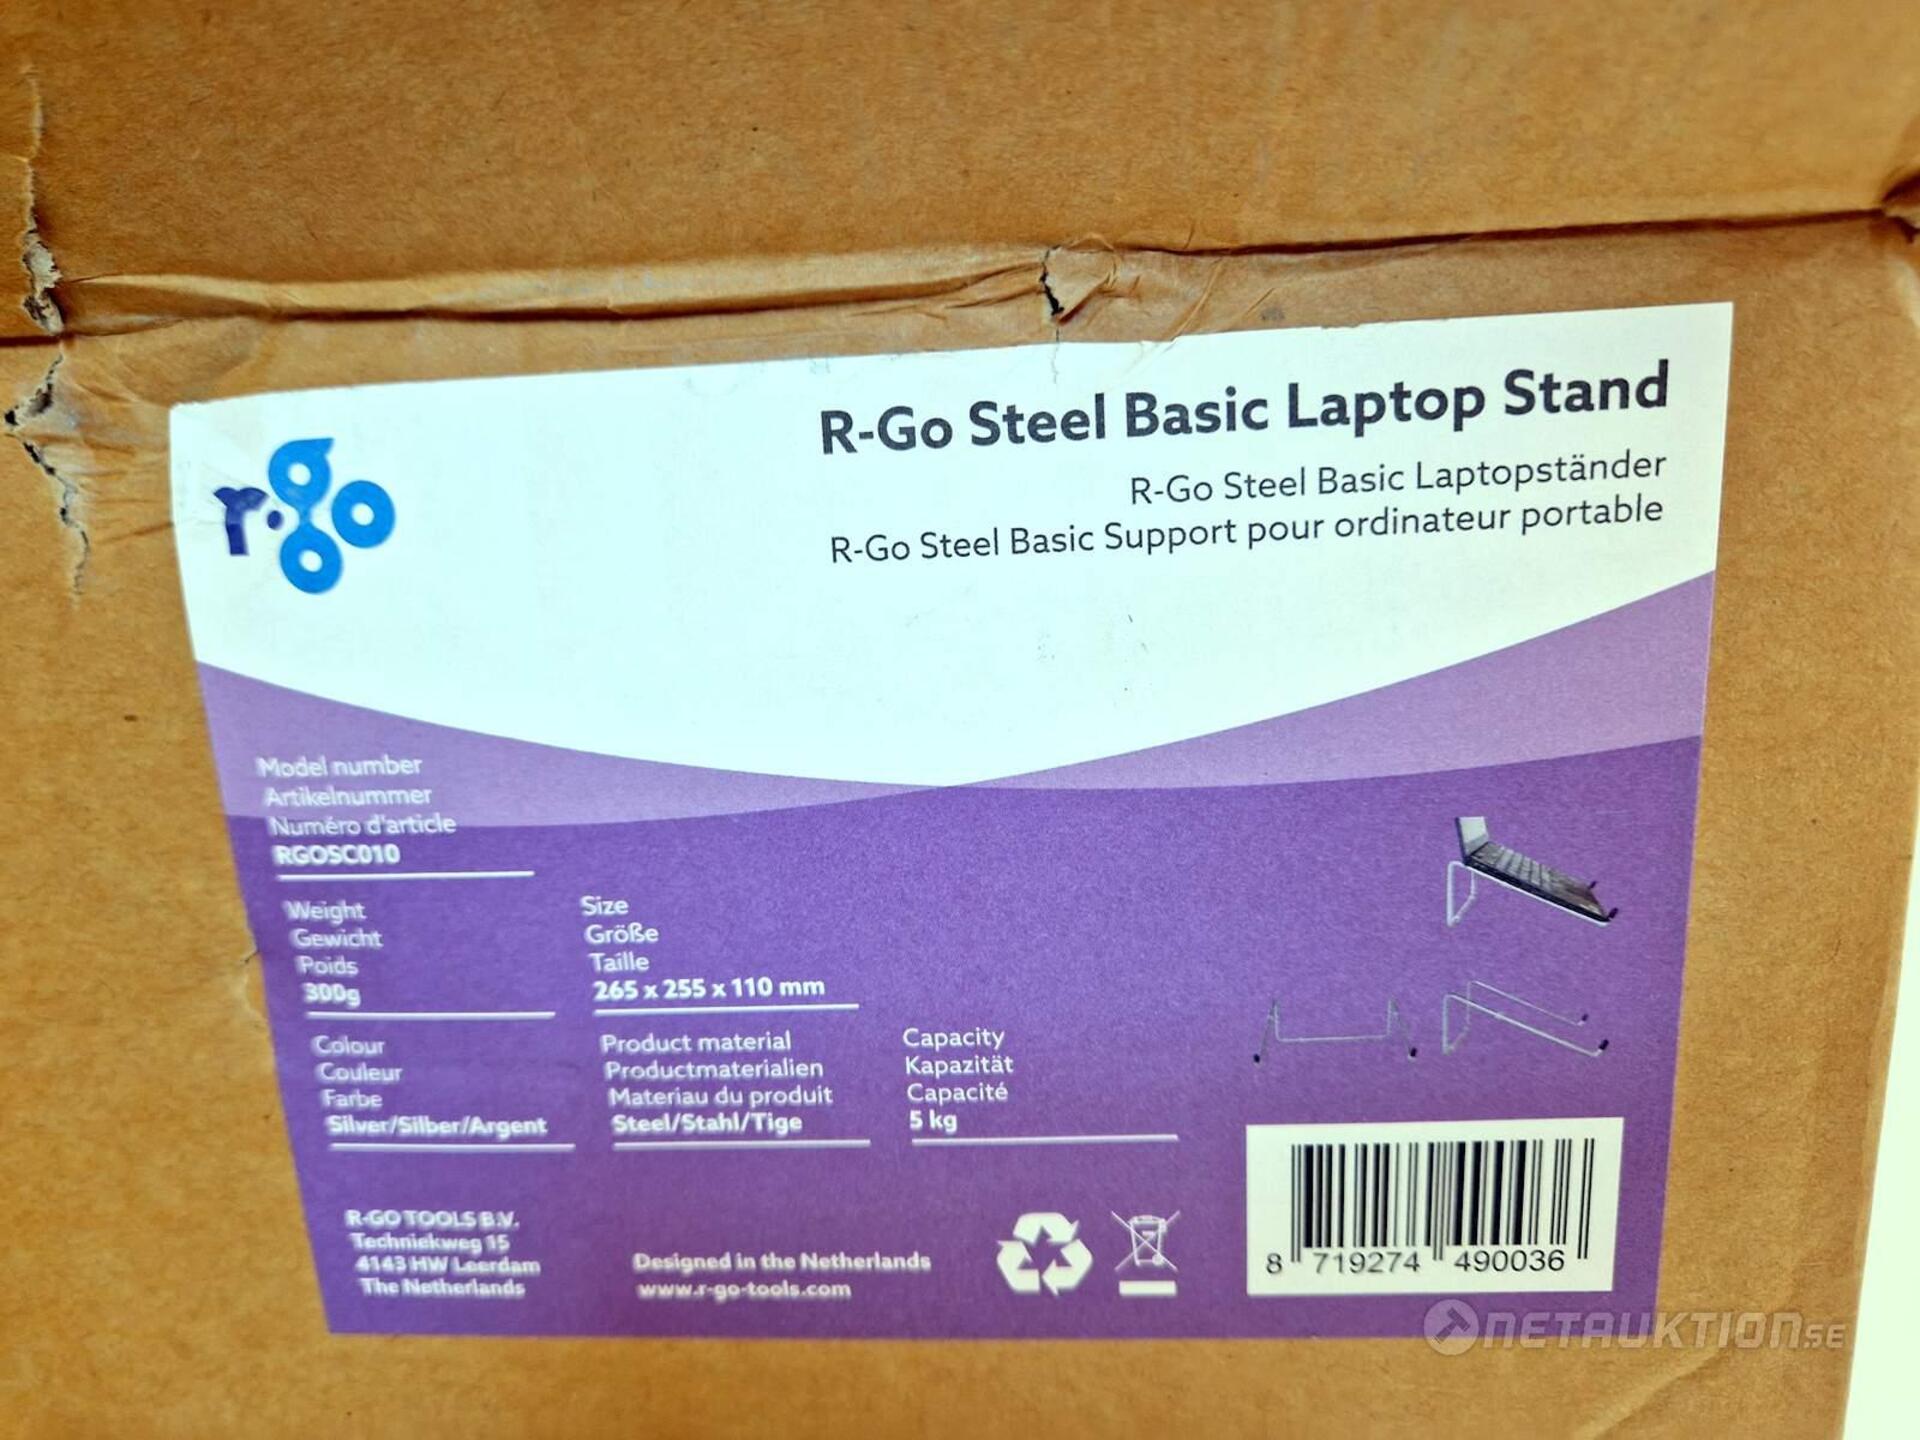 r-go
R-Go Steel Basic Laptop Stand
R-Go Steel Basic Laptopständer
R-Go Steel Basic Support pour ordinateur portable
Model number
Artikelnummer
Numéro d'article
RGOSC010
Weight
Gewicht
Poids
300g
Size
Größe
Taille
265 x 255 x 110 mm
Colour
Couleur
Farbe
Silver/Silber/Argent
Product material
Productmaterialien
Materiau du produit
Steel/Stahl/Tige
Capacity
Kapazität
Capacité
5 kg
R-GO TOOLS B.V.
Techniekweg 15
4143 HW Leerdam
The Netherlands
Designed in the Netherlands
www.r-go-tools.com
8 719274 490036
NETAUKTION.SE